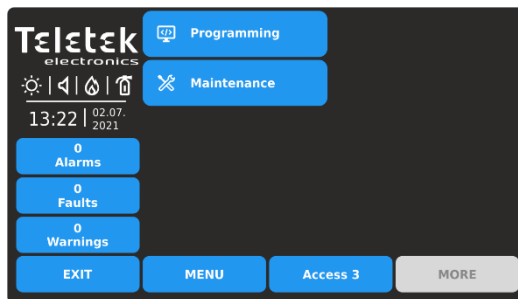 Teletek
electronics
13:22
02.07.
2021
0
Alarms
0
Faults
0
Warnings
Programming
Maintenance
EXIT
MENU
Access 3
MORE